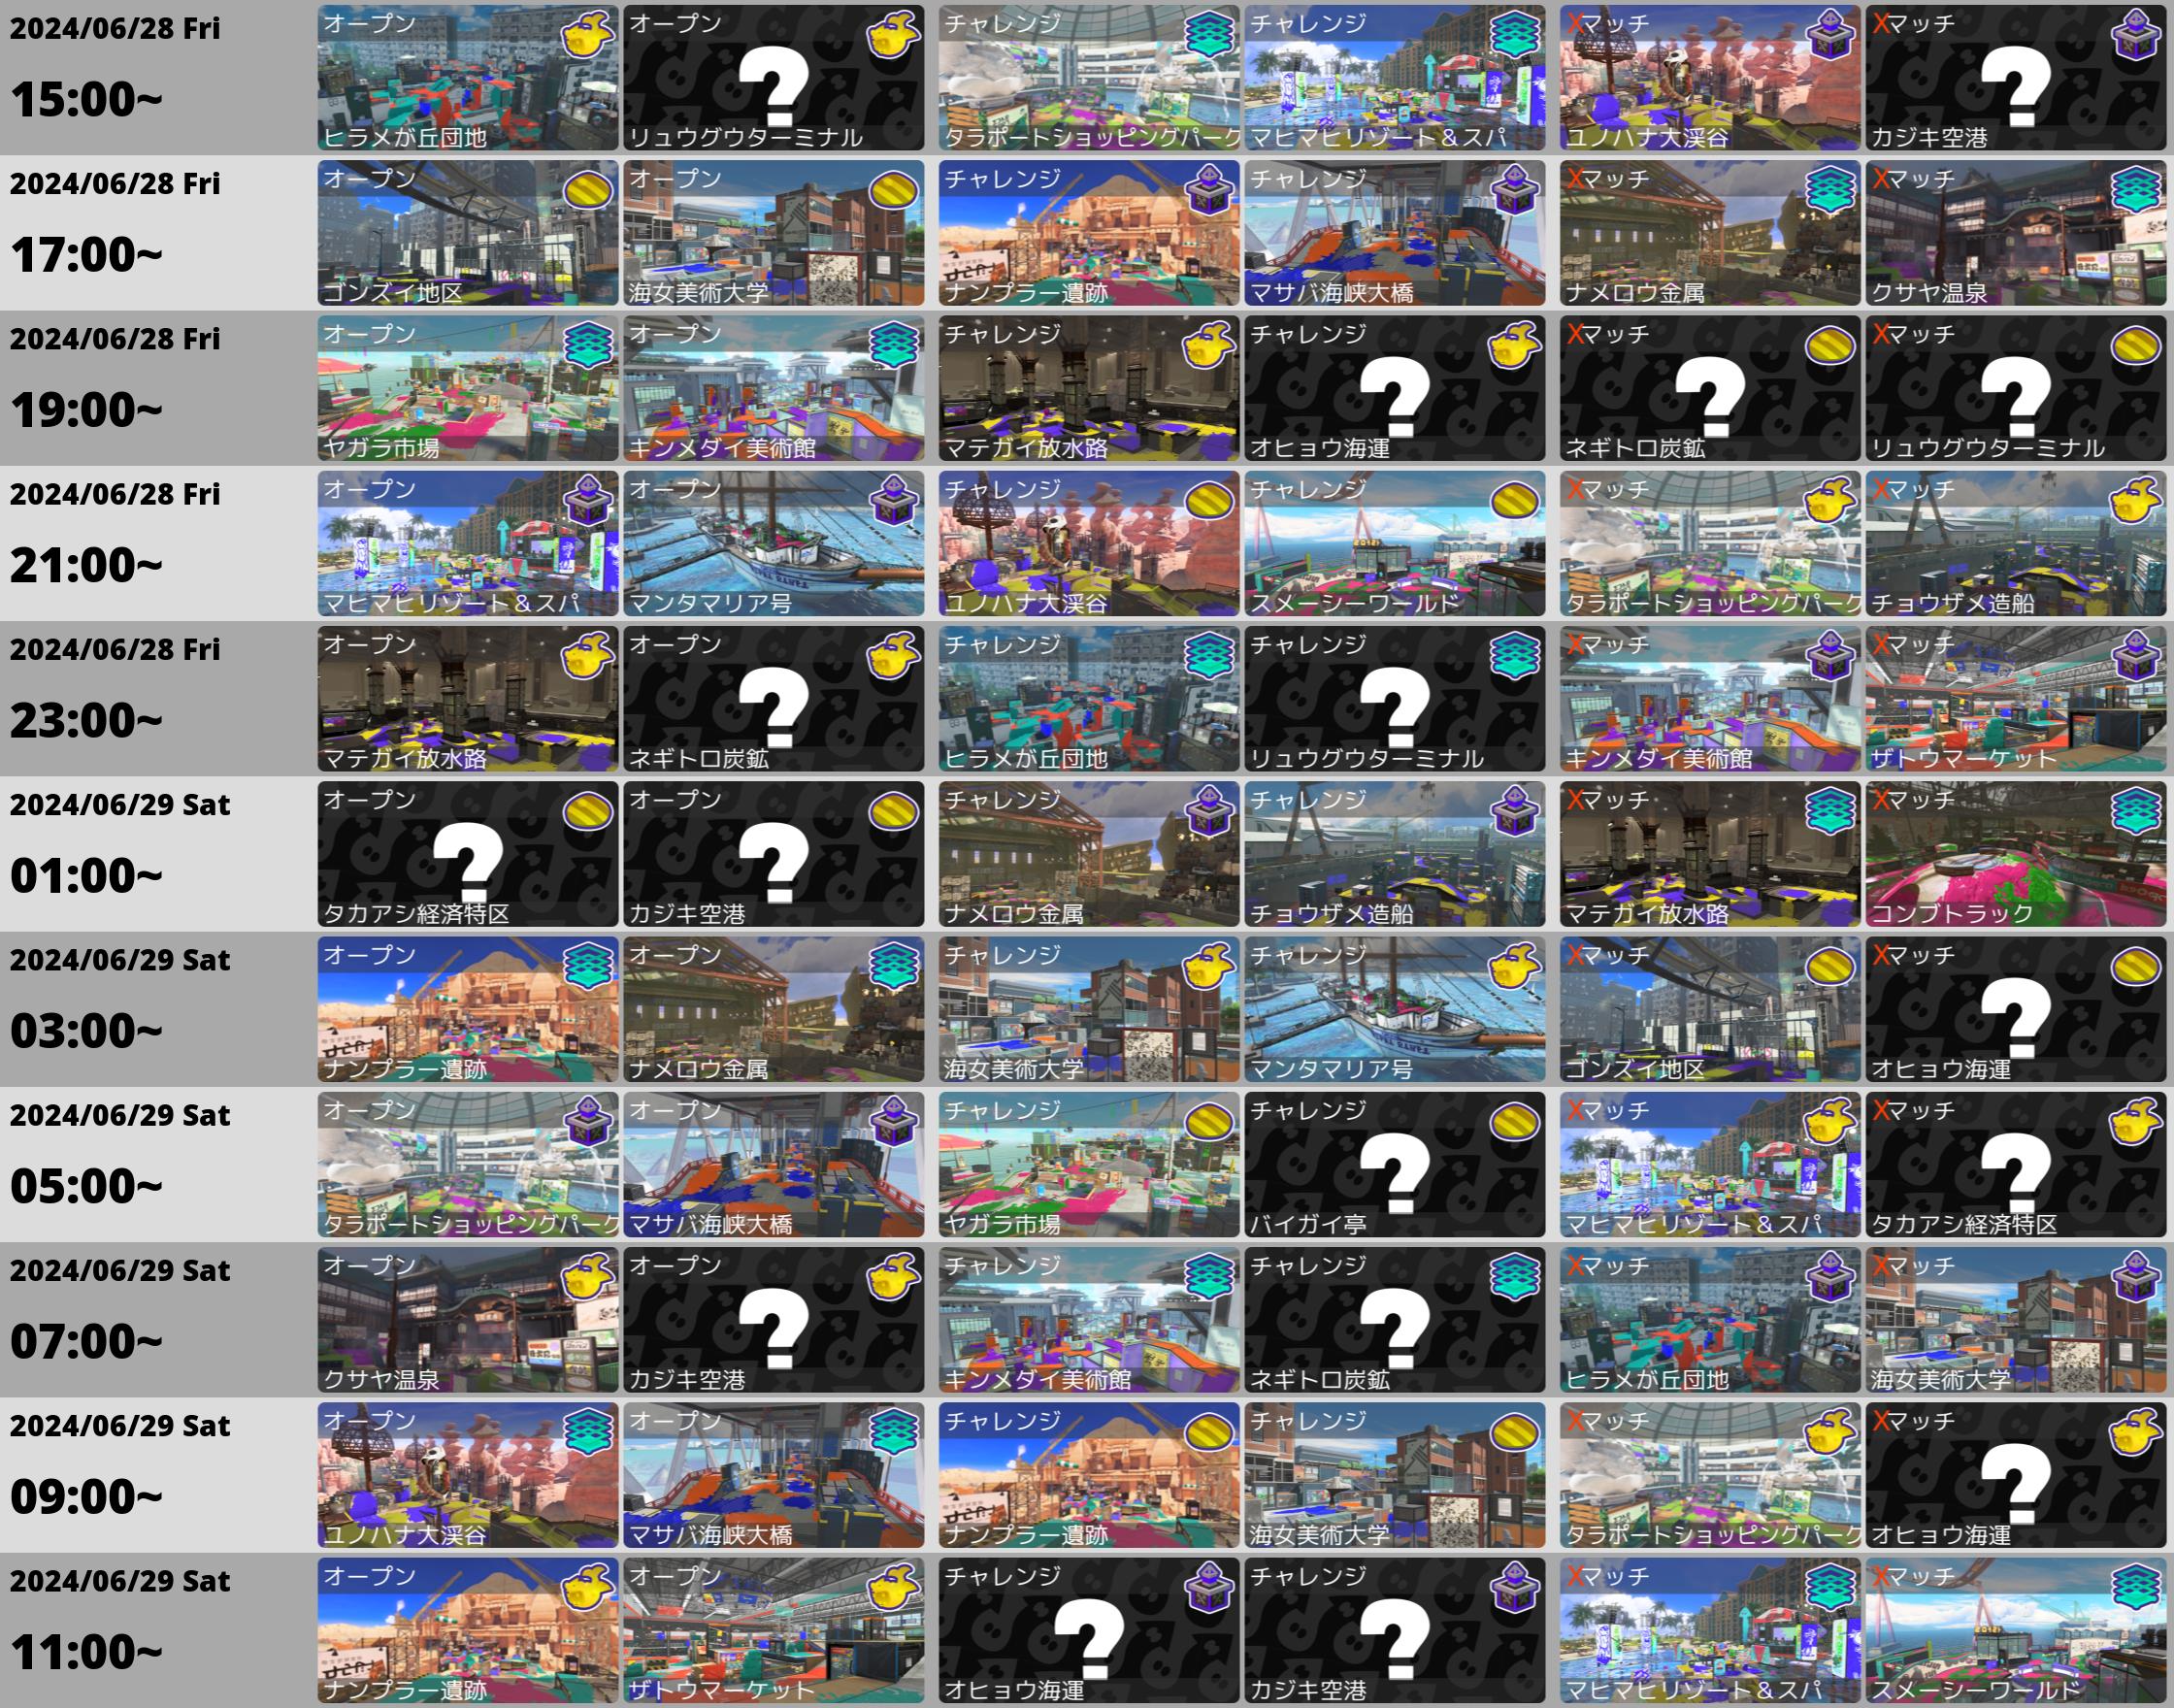 2024/06/28 Fri
15:00~
オープン
ヒラメが丘団地
オープン
リュウグウターミナル
チャレンジ
タラポートショッピングパーク
チャレンジ
マヒマヒリゾート＆スパ
Xマッチ
ユノハナ大渓谷
Xマッチ
カジキ空港
2024/06/28 Fri
17:00~
オープン
ゴンズイ地区
オープン
海女美術大学
チャレンジ
ナンプラー遺跡
チャレンジ
マサバ海峡大橋
Xマッチ
ナメロウ金属
Xマッチ
クサヤ温泉
2024/06/28 Fri
19:00~
オープン
ヤガラ市場
オープン
キンメダイ美術館
チャレンジ
マテガイ放水路
チャレンジ
オヒョウ海運
Xマッチ
ネギトロ炭鉱
Xマッチ
リュウグウターミナル
2024/06/28 Fri
21:00~
オープン
マヒマヒリゾート＆スパ
オープン
マンタマリア号
チャレンジ
ユノハナ大渓谷
チャレンジ
スメーシーワールド
Xマッチ
タラポートショッピングパーク
Xマッチ
チョウザメ造船
2024/06/28 Fri
23:00~
オープン
マテガイ放水路
オープン
ネギトロ炭鉱
チャレンジ
ヒラメが丘団地
チャレンジ
リュウグウターミナル
Xマッチ
キンメダイ美術館
Xマッチ
ザトウマーケット
2024/06/29 Sat
01:00~
オープン
タカアシ経済特区
オープン
カジキ空港
チャレンジ
ナメロウ金属
チャレンジ
チョウザメ造船
Xマッチ
マテガイ放水路
Xマッチ
コンブトラック
2024/06/29 Sat
03:00~
オープン
ナンプラー遺跡
オープン
ナメロウ金属
チャレンジ
海女美術大学
チャレンジ
マンタマリア号
Xマッチ
ゴンズイ地区
Xマッチ
オヒョウ海運
2024/06/29 Sat
05:00~
オープン
タラポートショッピングパーク
オープン
マサバ海峡大橋
チャレンジ
ヤガラ市場
チャレンジ
バイガイ亭
Xマッチ
マヒマヒリゾート＆スパ
Xマッチ
タカアシ経済特区
2024/06/29 Sat
07:00~
オープン
クサヤ温泉
オープン
カジキ空港
チャレンジ
キンメダイ美術館
チャレンジ
ネギトロ炭鉱
Xマッチ
ヒラメが丘団地
Xマッチ
海女美術大学
2024/06/29 Sat
09:00~
オープン
ユノハナ大渓谷
オープン
マサバ海峡大橋
チャレンジ
ナンプラー遺跡
チャレンジ
海女美術大学
Xマッチ
タラポートショッピングパーク
Xマッチ
オヒョウ海運
2024/06/29 Sat
11:00~
オープン
ナンプラー遺跡
オープン
ザトウマーケット
チャレンジ
オヒョウ海運
チャレンジ
カジキ空港
Xマッチ
マヒマヒリゾート＆スパ
Xマッチ
スメーシーワールド